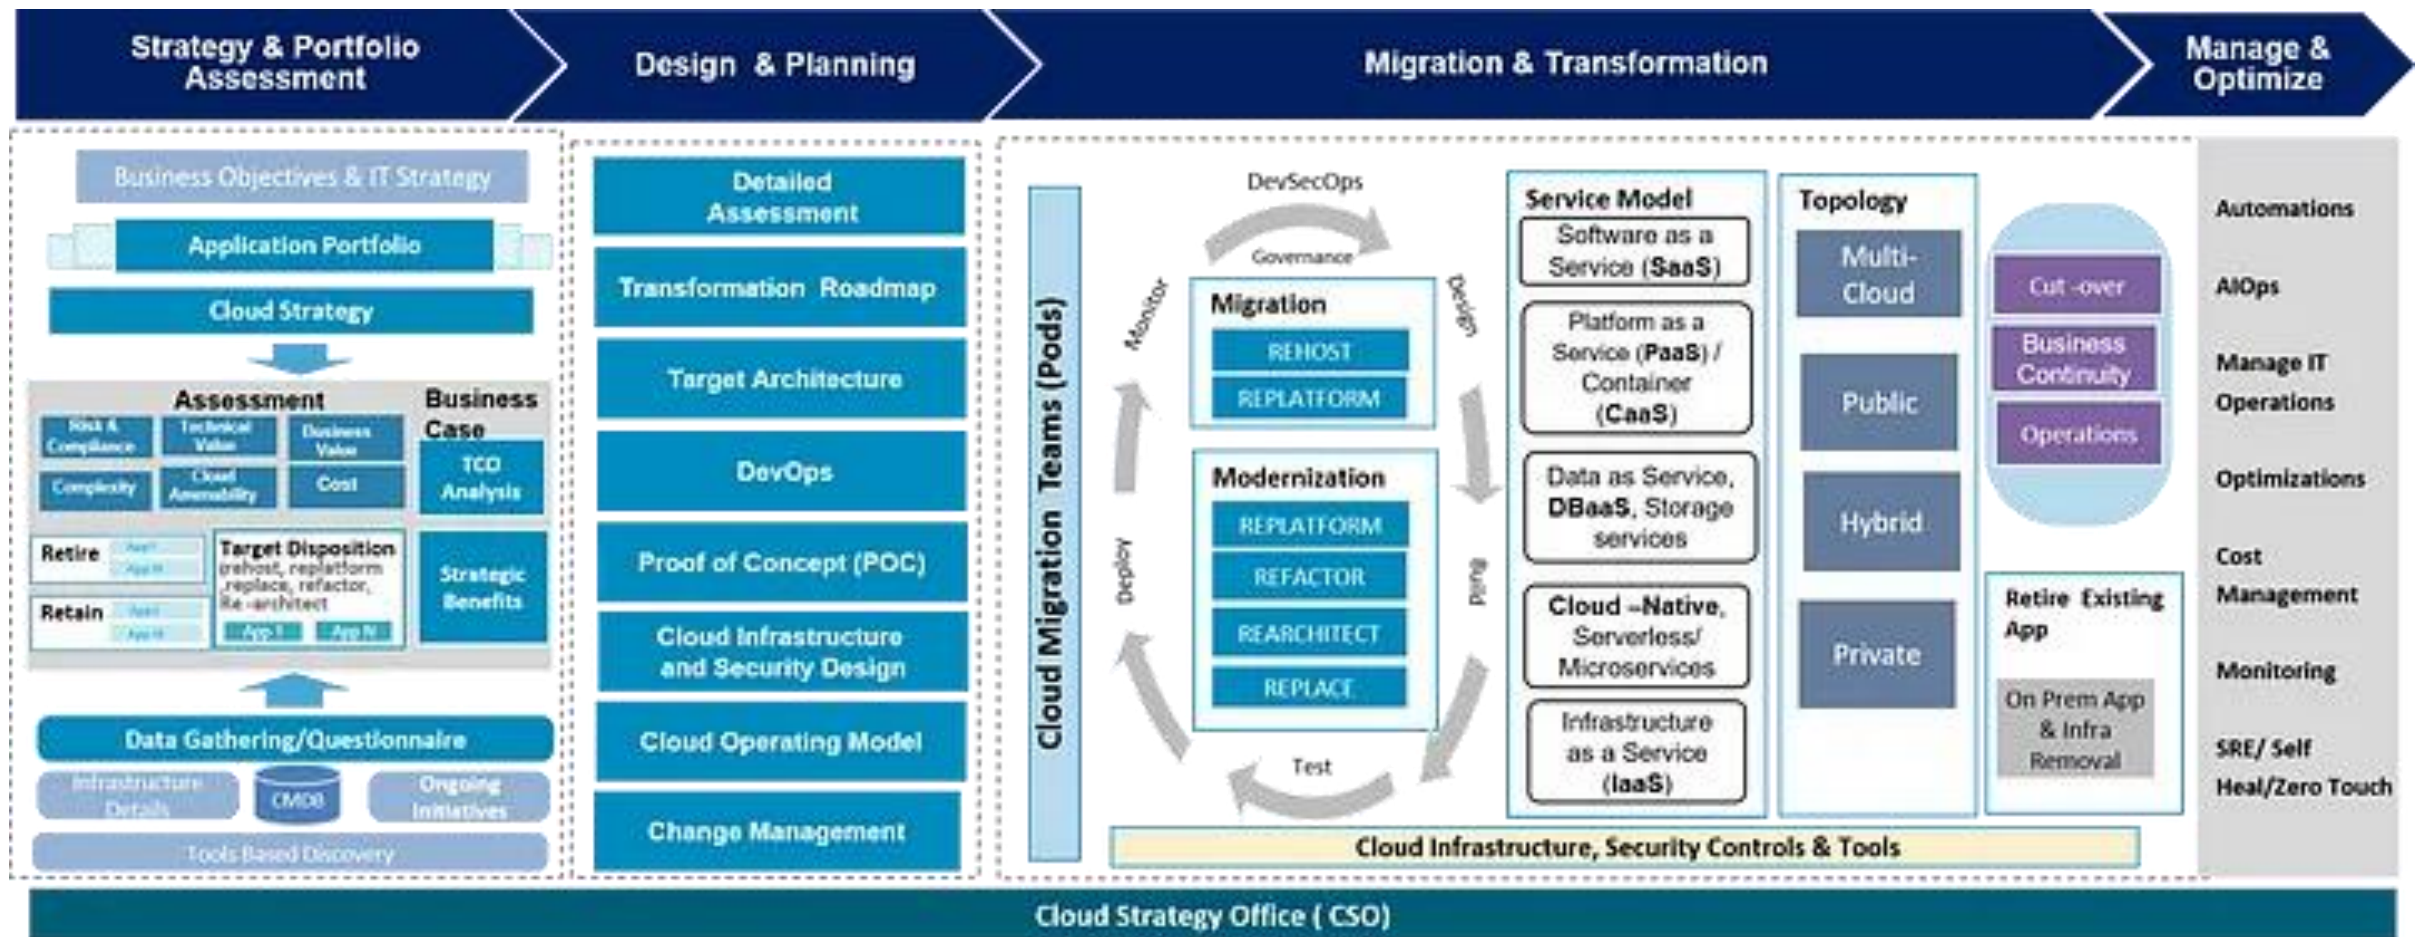 Strategy & Portfolio
Assessment
Design & Planning
Migration & Transformation
Manage &
Optimize
Business Objectives & IT Strategy
Application Portfolio
Cloud Strategy
Assessment
Risk &
Compliance
Technical
Value
Business
Value
Complexity
Cloud
Amenability
Cost
Business
Case
TCO
Analysis
Strategic
Benefits
Retire
App 1
App N
Retain
App 1
App N
Target Disposition
(rehost, replatform
,replace, refactor,
Re -architect
App 1
App N
Data Gathering/Questionnaire
Infrastructure
Details
CMDB
Ongoing
Initiatives
Tools Based Discovery
Detailed
Assessment
Transformation Roadmap
Target Architecture
DevOps
Proof of Concept (POC)
Cloud Infrastructure
and Security Design
Cloud Operating Model
Change Management
Cloud Migration Teams (Pods)
DevSecOps
Governance
Monitor
Design
Deploy
Build
Test
Migration
REHOST
REPLATFORM
Modernization
REPLATFORM
REFACTOR
REARCHITECT
REPLACE
Service Model
Software as a
Service (SaaS)
Platform as a
Service (PaaS) /
Container
(CaaS)
Data as Service,
DBaaS, Storage
services
Cloud –Native,
Serverless/
Microservices
Infrastructure
as a Service
(IaaS)
Topology
Multi-
Cloud
Public
Hybrid
Private
Cut -over
Business
Continuity
Operations
Retire Existing
App
On Prem App
& Infra
Removal
Cloud Infrastructure, Security Controls & Tools
Automations
AIOps
Manage IT
Operations
Optimizations
Cost
Management
Monitoring
SRE/ Self
Heal/Zero Touch
Cloud Strategy Office ( CSO)